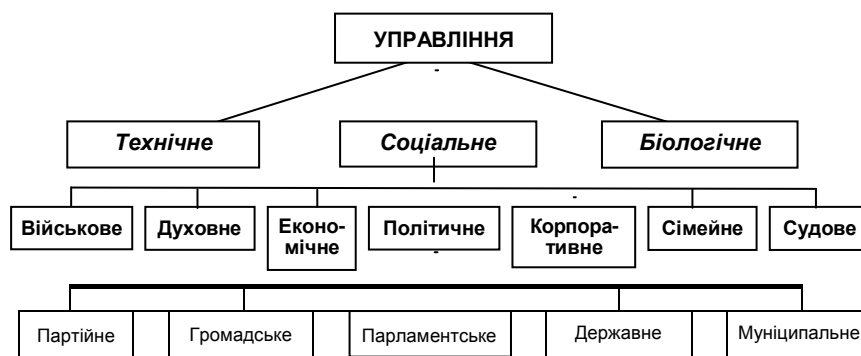 УПРАВЛІННЯ
Технічне
Соціальне
Біологічне
Військове
Духовне
Еконо-
мічне
Політичне
Корпора-
тивне
Сімейне
Судове
Партійне
Громадське
Парламентське
Державне
Муніципальне